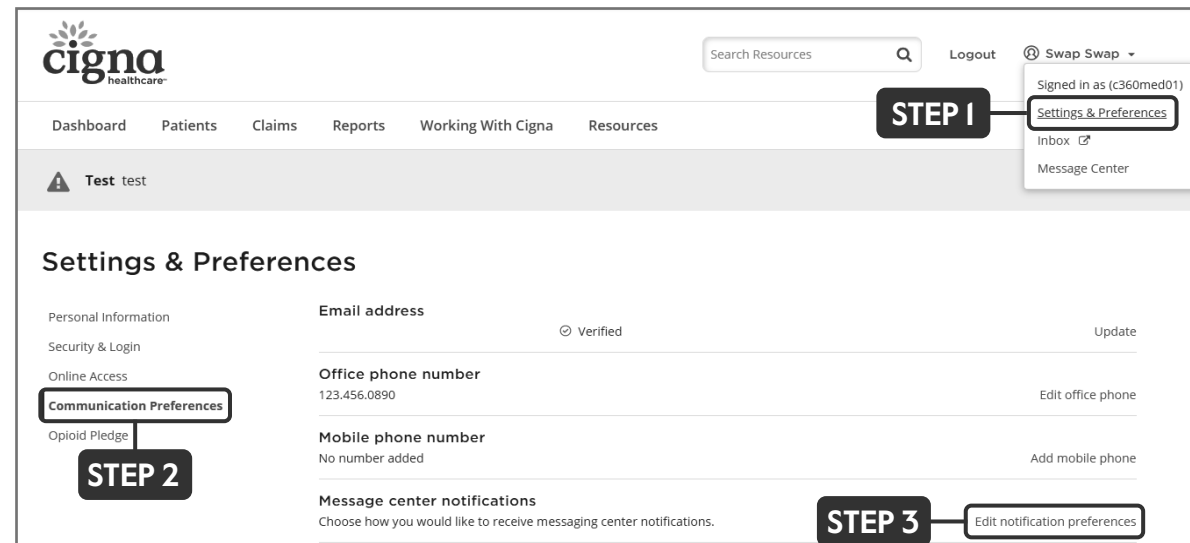 cigna
healthcare
Search Resources
Logout
Swap Swap
Signed in as (c360med01)
STEP 1
Settings & Preferences
Inbox
Message Center
Dashboard Patients Claims Reports Working With Cigna Resources
Test test
Settings & Preferences
Personal Information
Security & Login
Online Access
Communication Preferences
Opioid Pledge
STEP 2
Email address
Verified
Update
Office phone number
123.456.0890
Edit office phone
Mobile phone number
No number added
Add mobile phone
Message center notifications
Choose how you would like to receive messaging center notifications.
STEP 3
Edit notification preferences